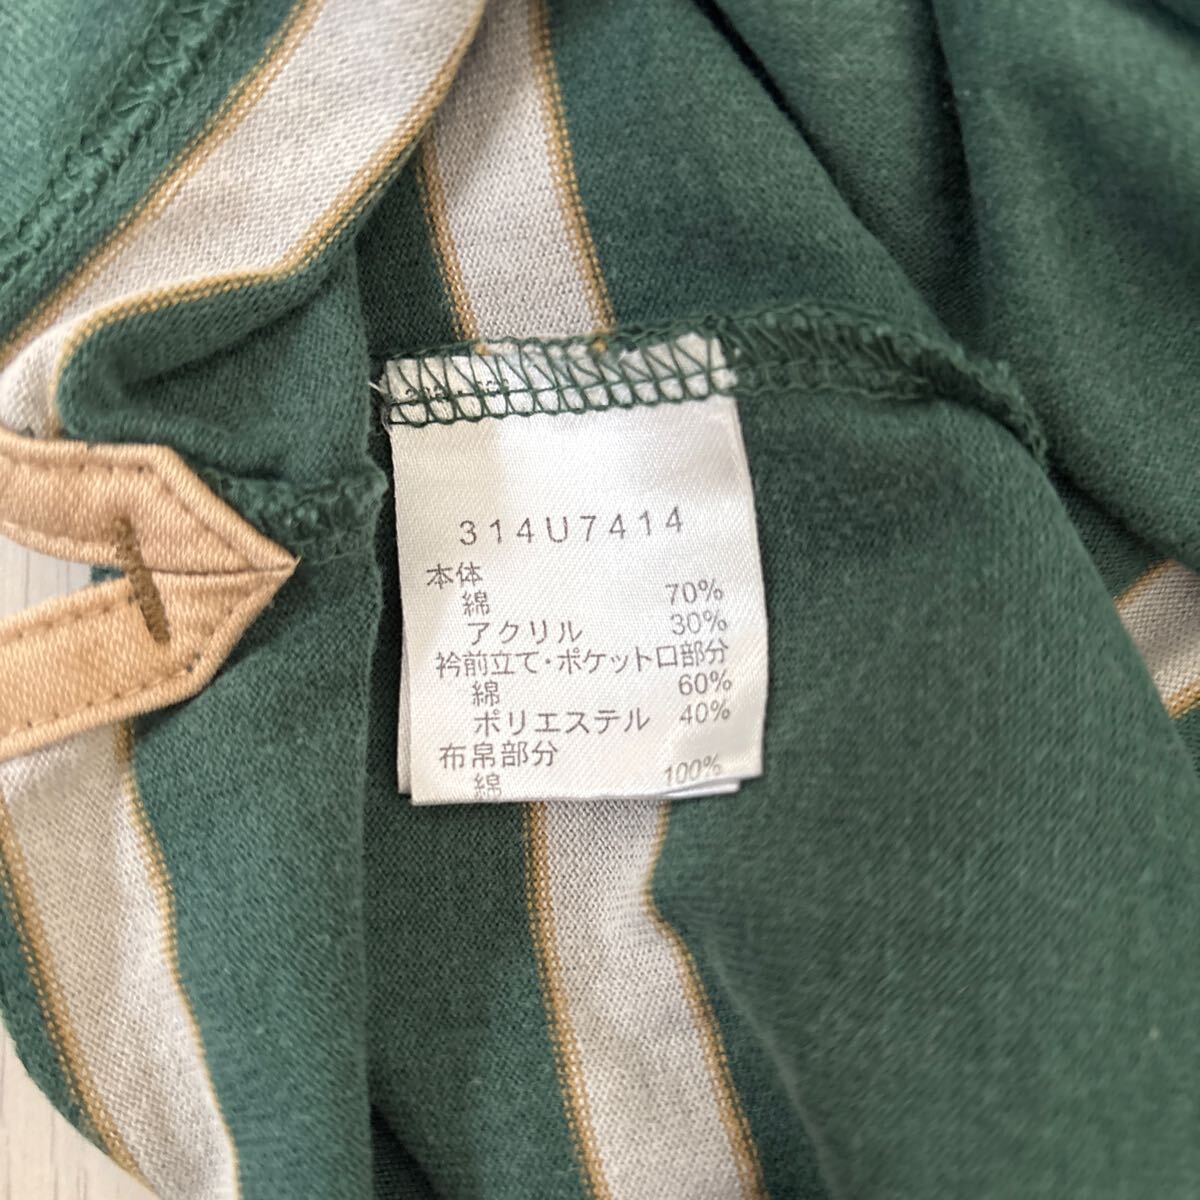 314U7414
本体
綿 70%
アクリル 30%
衿前立て・ポケット口部分
綿 60%
ポリエステル 40%
布帛部分
綿 100%